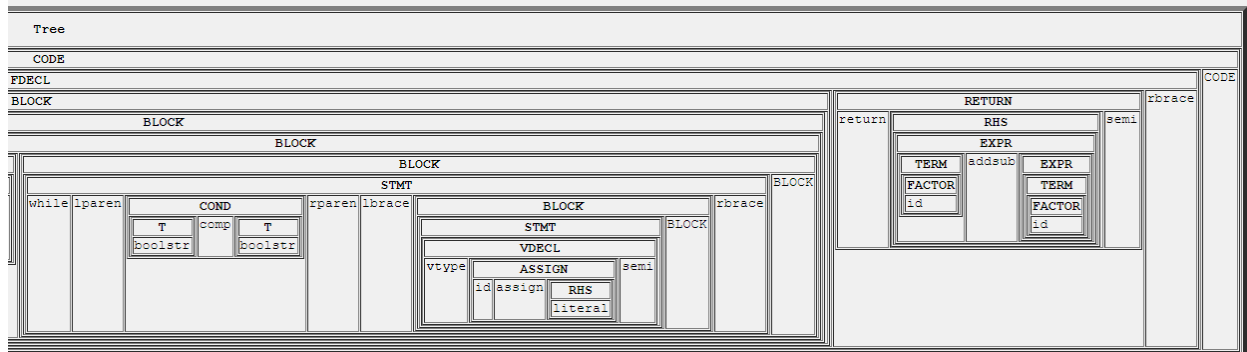 Tree
CODE
FDECL CODE
BLOCK RETURN rbrace
BLOCK return RHS semi
BLOCK EXPR
BLOCK TERM addsub EXPR
STMT BLOCK FACTOR TERM
while lparen COND rparen lbrace BLOCK rbrace id FACTOR
T comp T STMT BLOCK id
boolstr boolstr VDECL
vtype ASSIGN semi
id assign RHS
literal